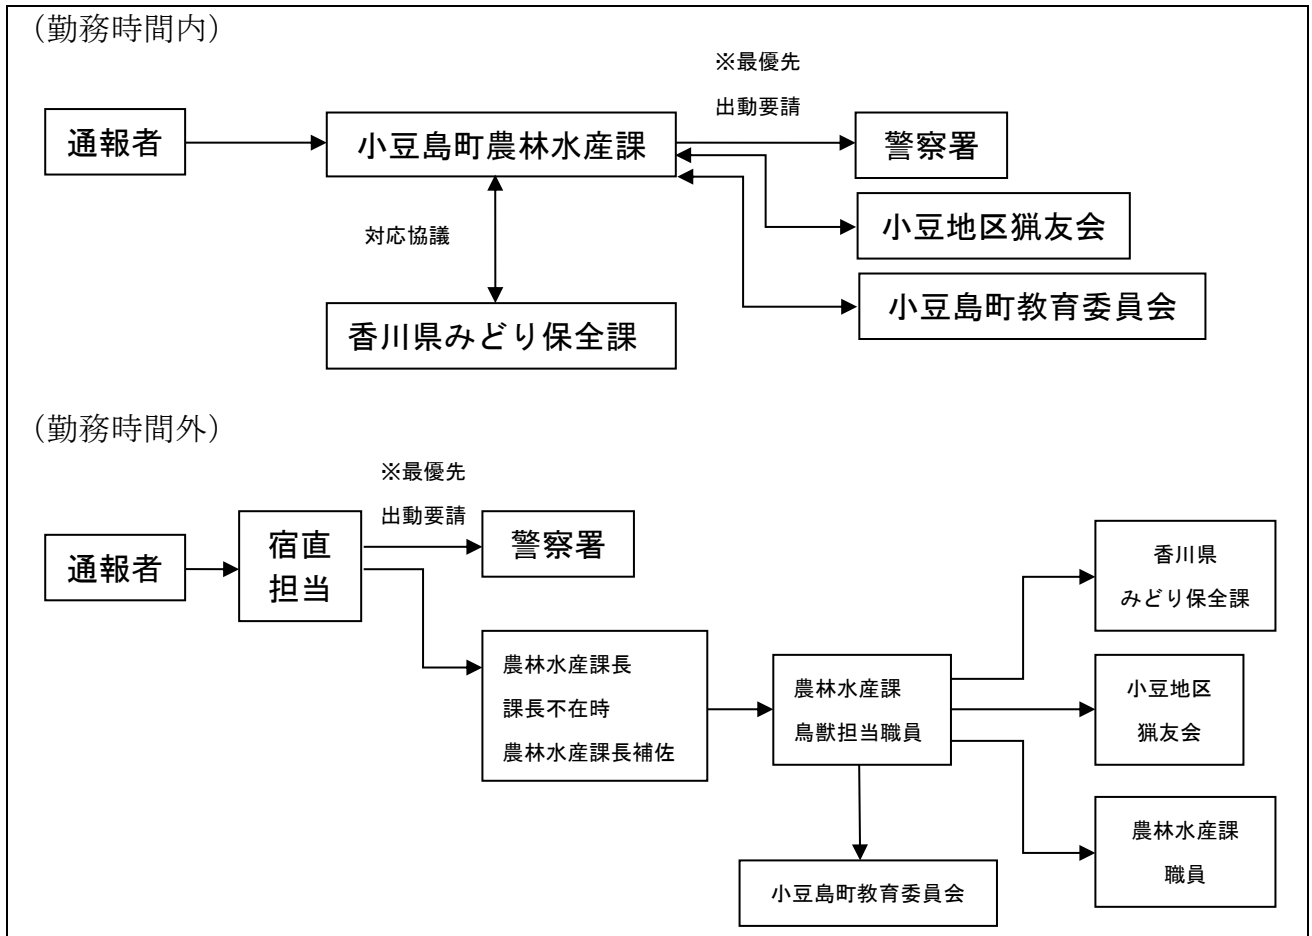 （勤務時間内）
※最優先
出動要請
通報者
小豆島町農林水産課
警察署
小豆地区猟友会
対応協議
小豆島町教育委員会
香川県みどり保全課
（勤務時間外）
※最優先
出動要請
通報者
宿直
担当
警察署
香川県
みどり保全課
農林水産課長
課長不在時
農林水産課長補佐
農林水産課
鳥獣担当職員
小豆地区
猟友会
農林水産課
職員
小豆島町教育委員会